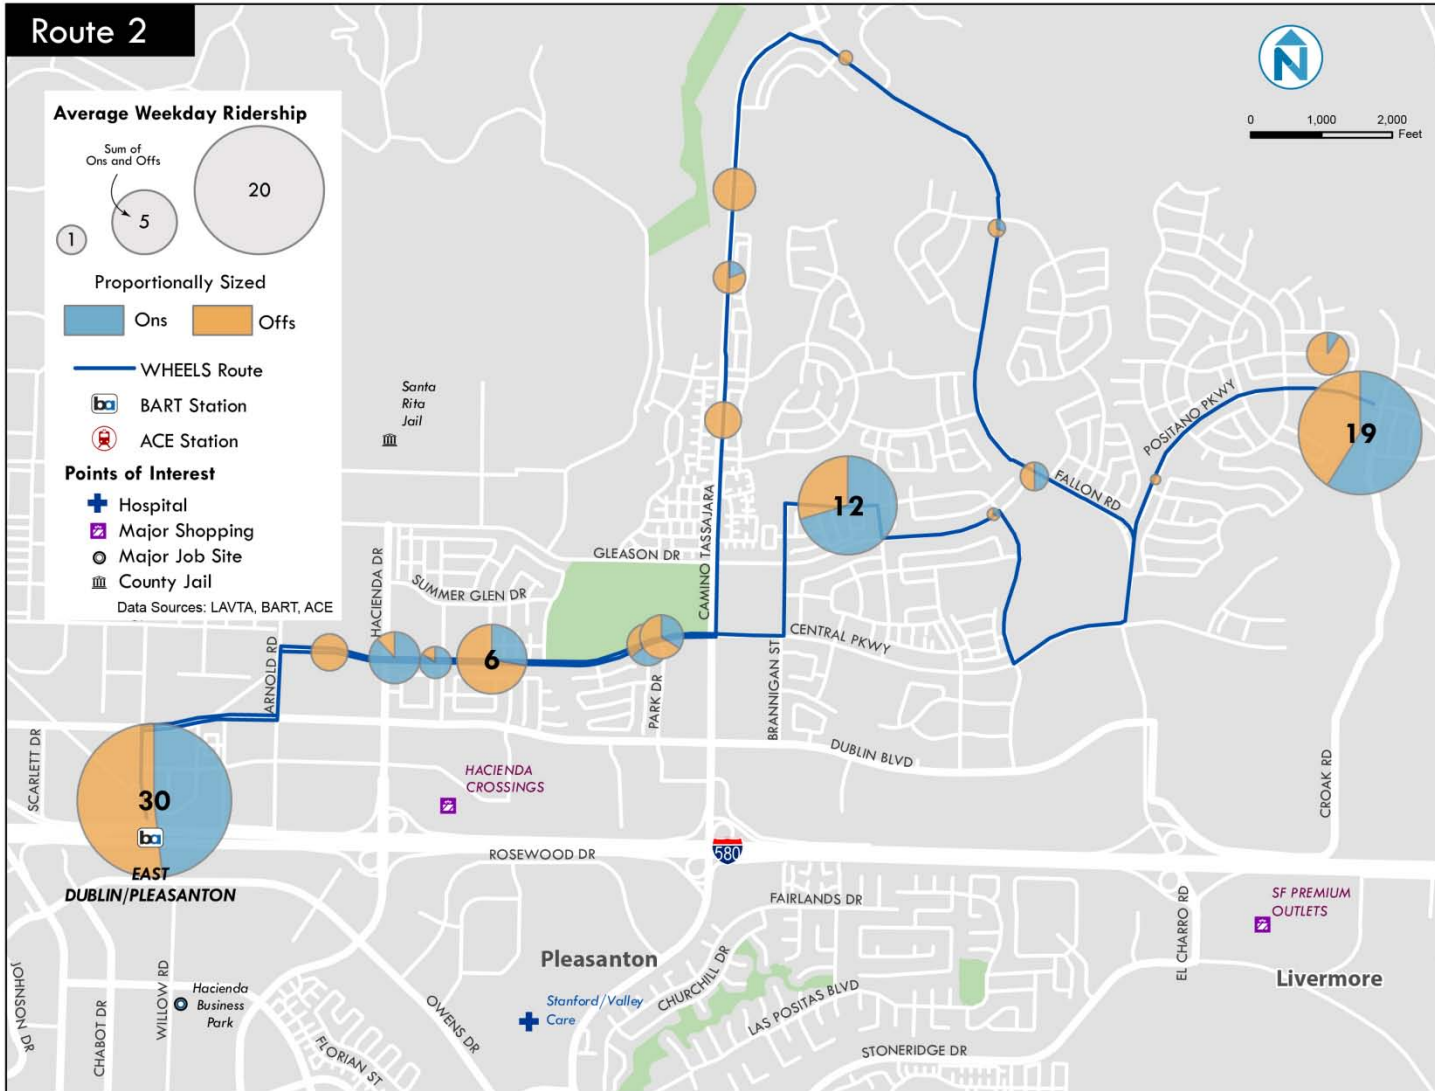 Route 2
Average Weekday Ridership
Sum of
Ons and Offs
1
5
20
Proportionally Sized
Ons
Offs
WHEELS Route
ba
BART Station
ACE Station
Points of Interest
Hospital
Major Shopping
Major Job Site
County Jail
Data Sources: LAVTA, BART, ACE
N
0 1,000 2,000
Feet
Santa
Rita
Jail
HACIENDA DR
SUMMER GLEN DR
GLEASON DR
CAMINO TASSAJARA
12
FALLON RD
POSITANO PKWY
19
ARNOLD RD
6
PARK DR
BRANNIGAN ST
CENTRAL PKWY
DUBLIN BLVD
SCARLETT DR
30
ba
EAST
DUBLIN/PLEASANTON
HACIENDA
CROSSINGS
ROSEWOOD DR
580
CROAK RD
FAIRLANDS DR
EL CHARRO RD
SF PREMIUM
OUTLETS
Pleasanton
Livermore
JOHNSON DR
CHABOT DR
WILLOW RD
Hacienda
Business
Park
FLORIAN ST
OWENS DR
Stanford/Valley
Care
CHURCHILL DR
LAS POSITAS BLVD
STONERIDGE DR